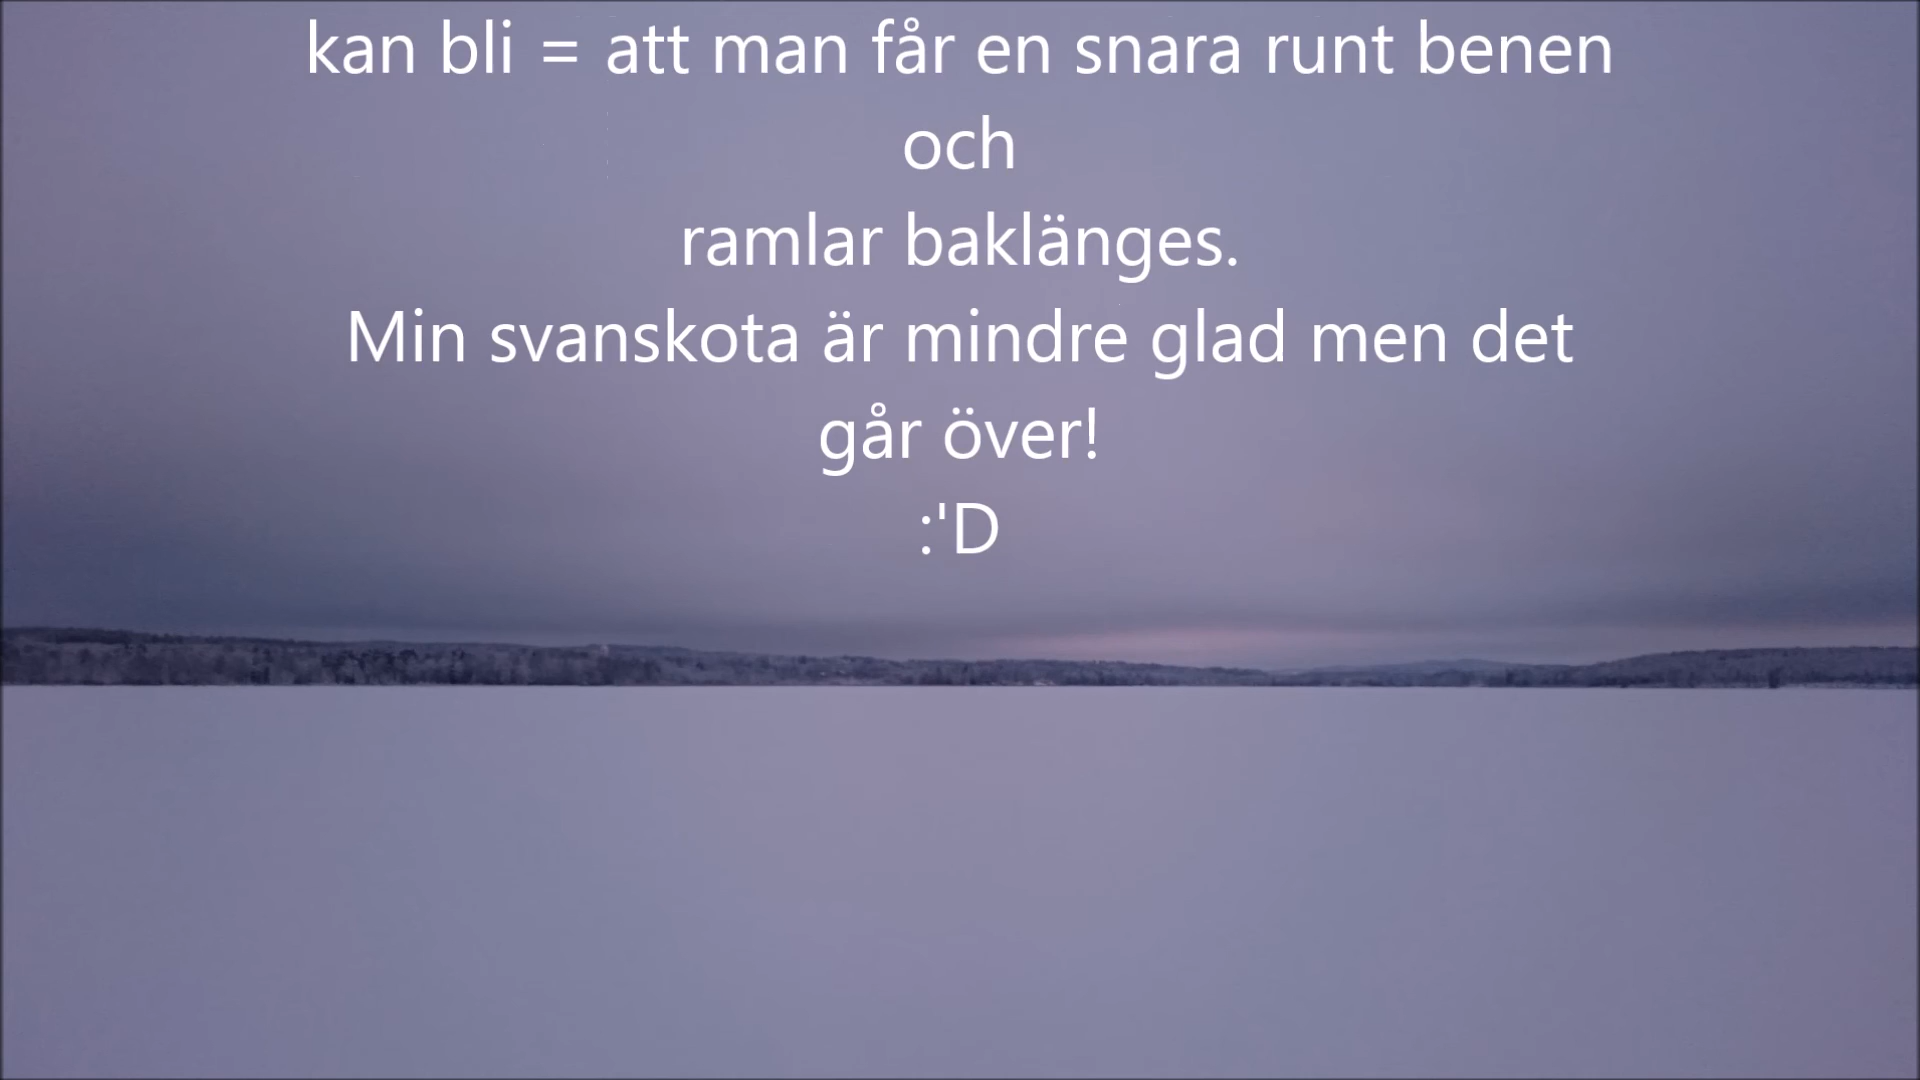 kan bli = att man får en snara runt benen
och
ramlar baklänges.
Min svanskota är mindre glad men det
går över!
:'D